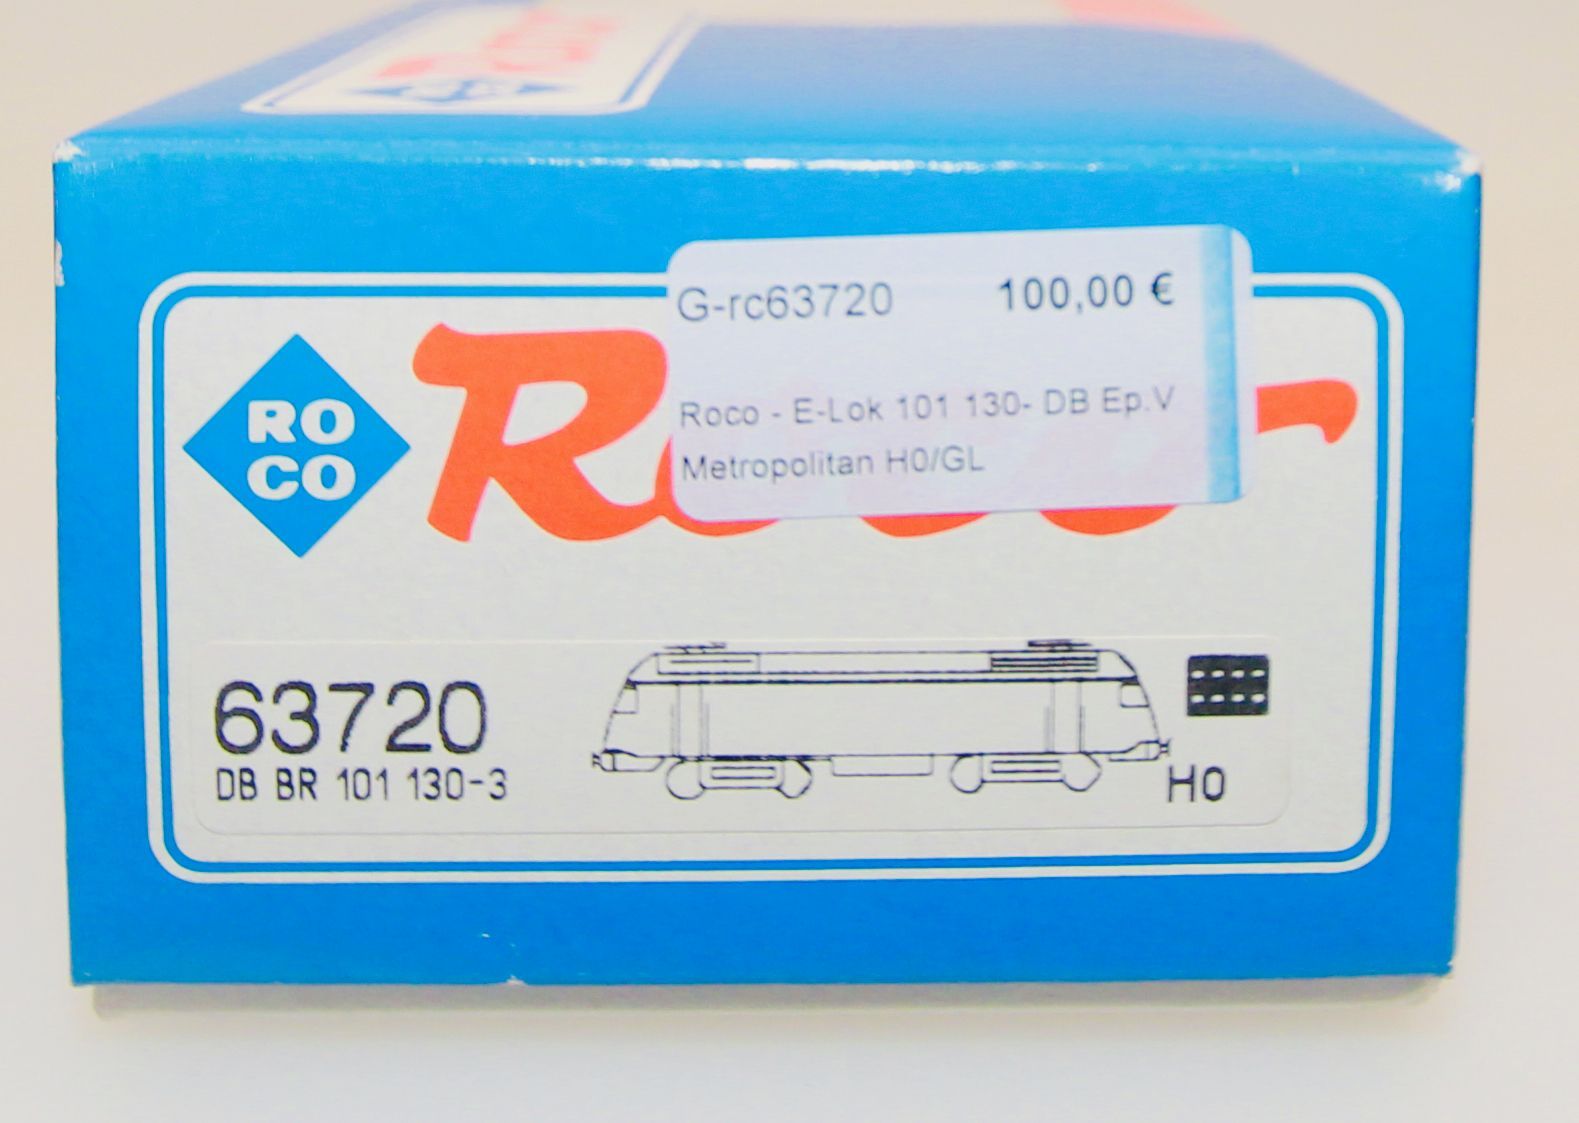 G-rc63720 100,00 €
Roco - E-Lok 101 130- DB Ep.V
Metropolitan H0/GL
RO
CO
63720
DB BR 101 130-3
H0